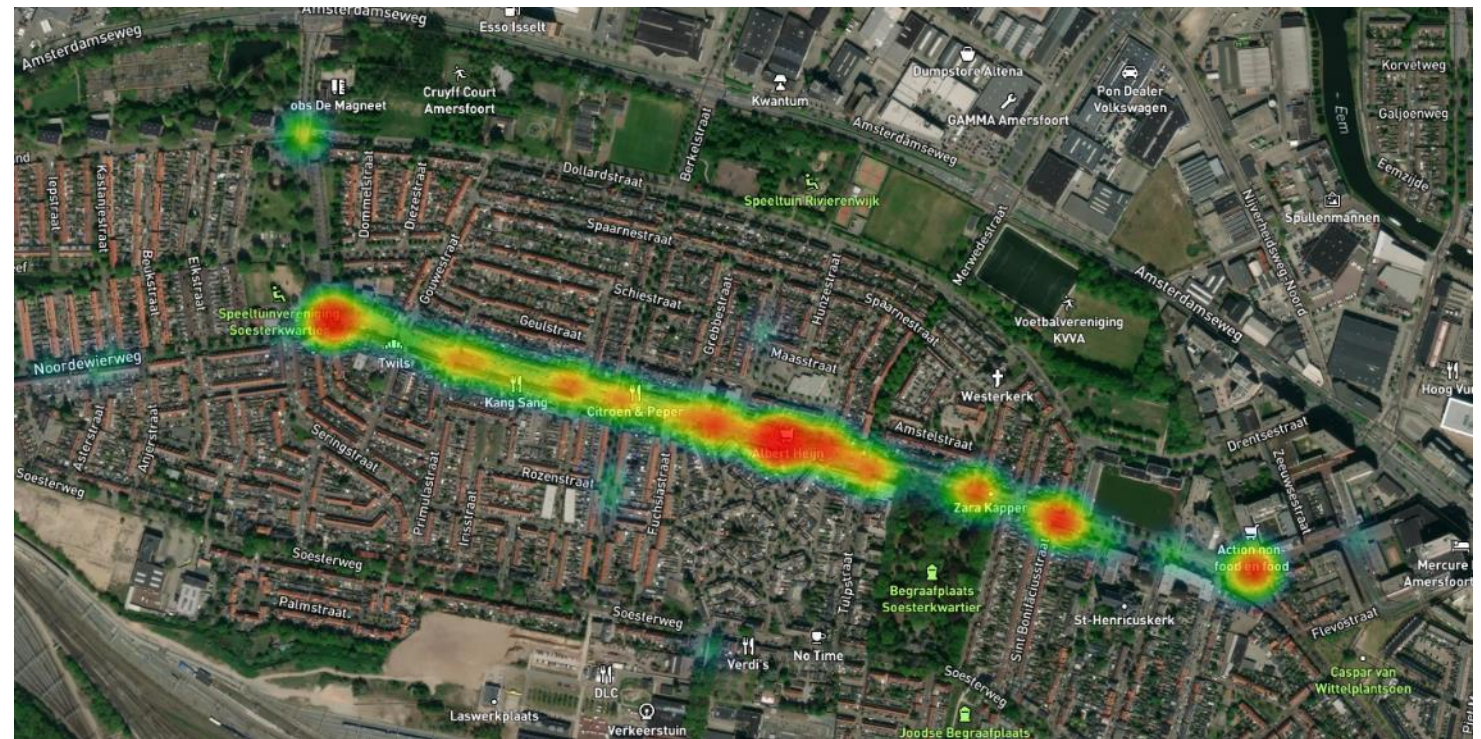 Amsterdamseweg
Amsterdamseweg
Esso Isselt
obs De Magneet
Cruyff Court
Amersfoort
Kwantum
Dumpstore Altena
GAMMA Amersfoort
Pon Dealer
Volkswagen
Korvetweg
Galjoenweg
Eem
Eemzijde
Amsterdamseweg
Nijverheidsweg-Noord
Spullenmannen
Berkelstraat
Dollardstraat
Speeltuin Rivierenwijk
Iepstraat
Kastanjestraat
Beukstraat
Elkstraat
Dommelstraat
Diezestraat
Gouwestraat
Spaarnestraat
Merwedestraat
Amsterdamseweg
Schiestraat
Geulstraat
Grebbestraat
Hunzestraat
Spaarnestraat
Maasstraat
Voetbalvereniging
KVVA
Speeltuinvereniging
Soesterkwartier
Noordewierweg
Twils
Kang Sang
Citroen & Peper
Albert Heijn
Westerkerk
Amstelstraat
Hoog Vuu
Drentsestraat
Zeeuwsestraat
Asterstraat
Anjerstraat
Seringstraat
Primulastraat
Irisstraat
Rozenstraat
Fuchsiastraat
Soesterweg
Zara Kapper
Action non-
food en food
Mercure
Amersfoort
Soesterweg
Palmstraat
Soesterweg
Tulpstraat
Begraafplaats
Soesterkwartier
Sint Bonifaciusstraat
St-Henricuskerk
Flevostraat
Caspar van
Wittelplantsoen
Verdi's
No Time
DLC
Laswerkplaats
Verkeerstuin
Soesterweg
Joodse Begraafplaats